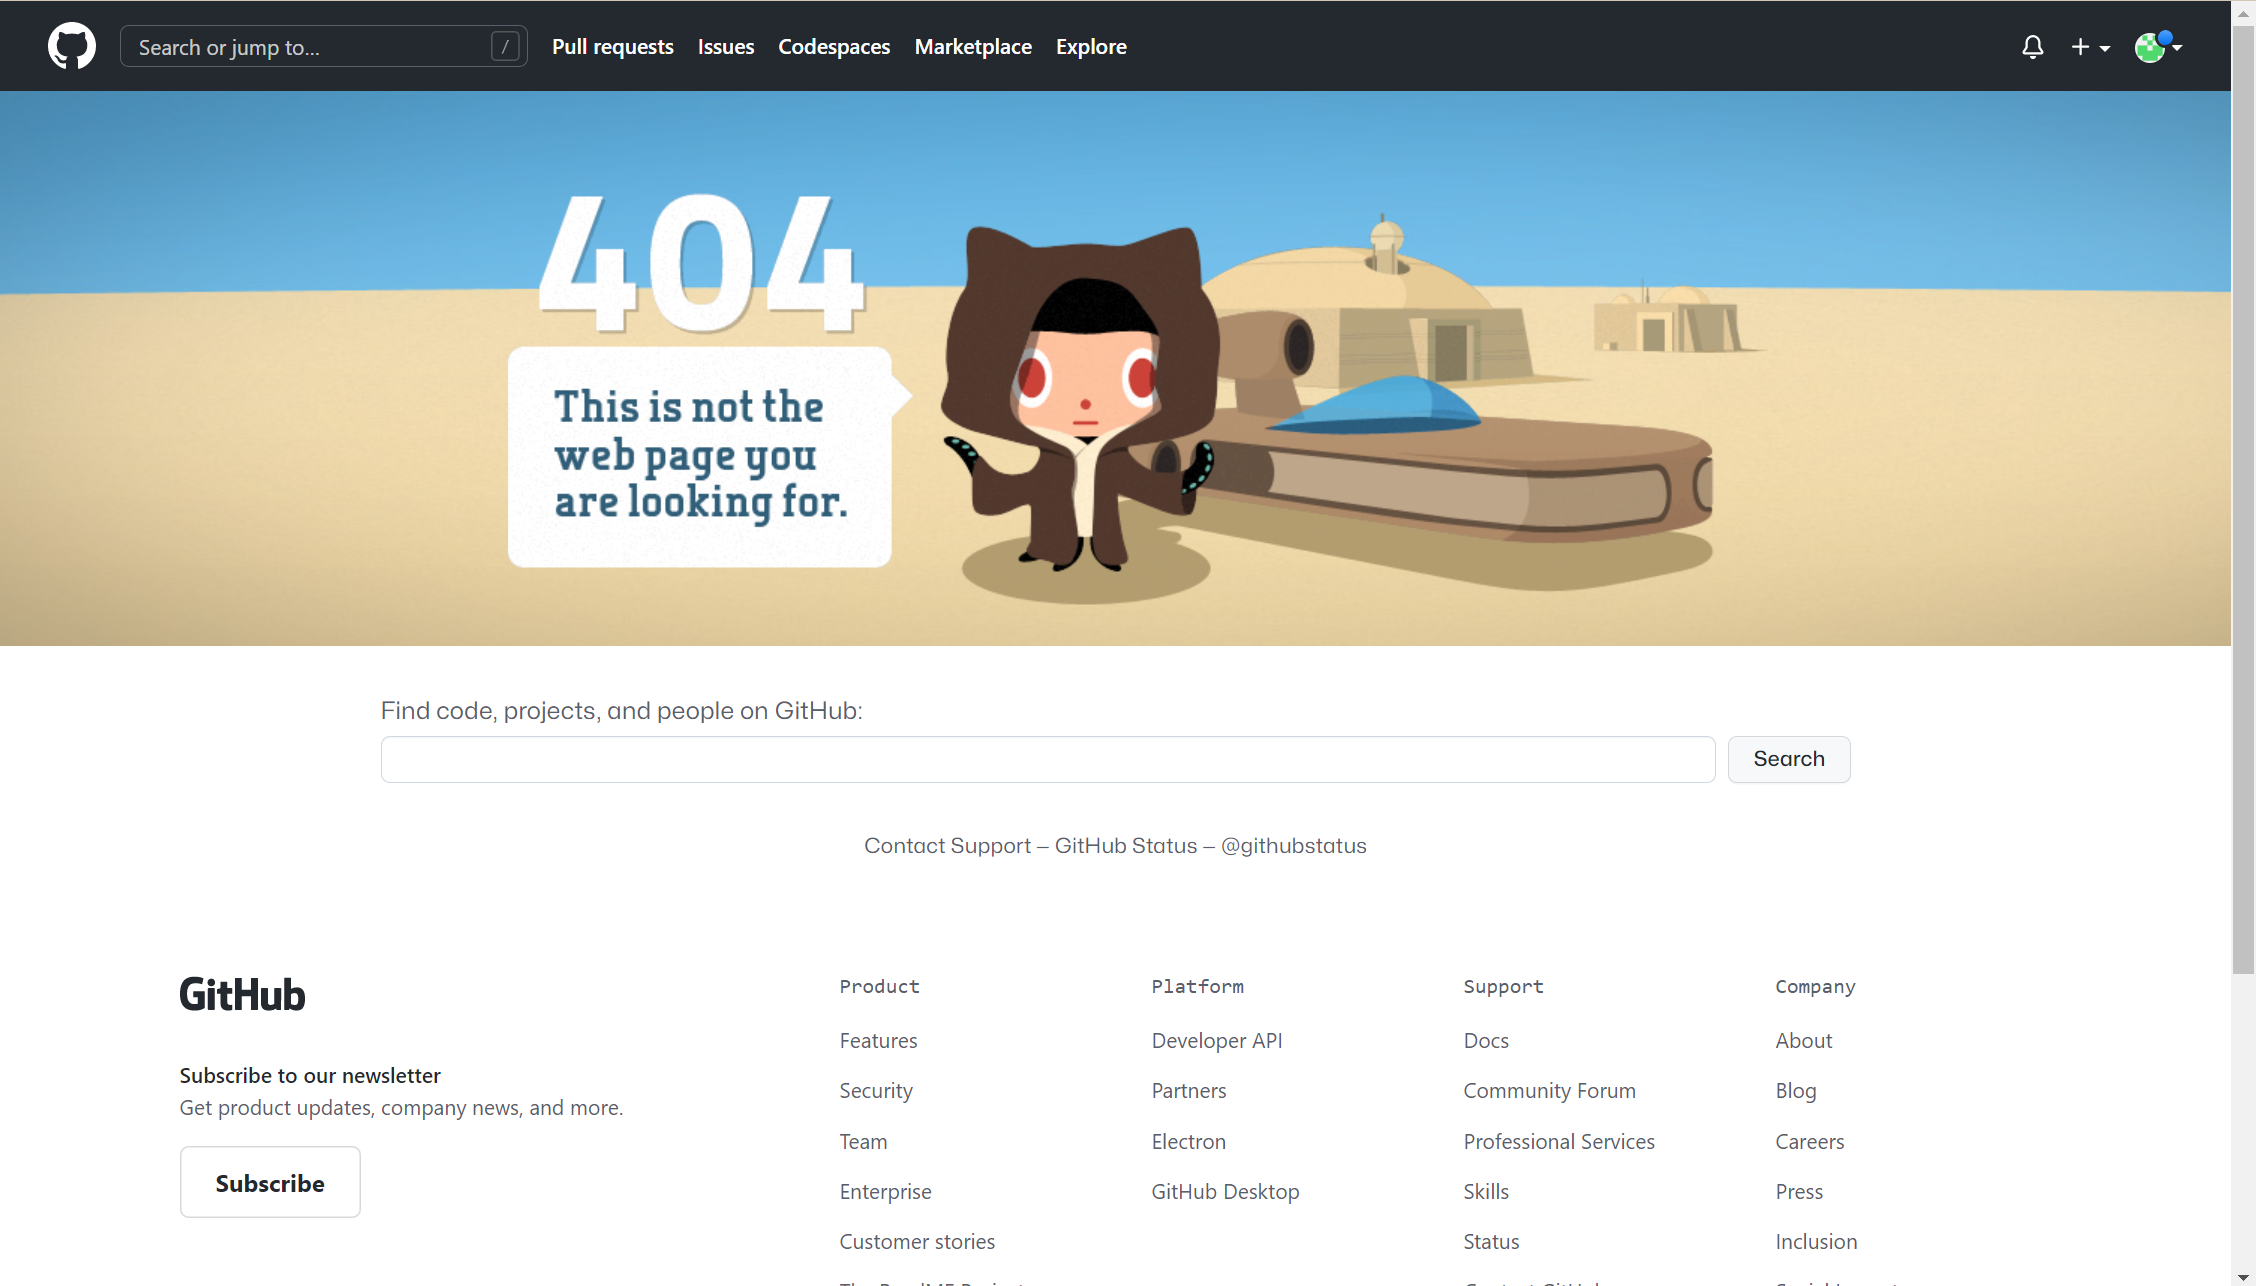 Search or jump to... / Pull requests Issues Codespaces Marketplace Explore
404
This is not the
web page you
are looking for.
Find code, projects, and people on GitHub:
Search
Contact Support — GitHub Status — @githubstatus
GitHub
Subscribe to our newsletter
Get product updates, company news, and more.
Subscribe
Product
Features
Security
Team
Enterprise
Customer stories
Platform
Developer API
Partners
Electron
GitHub Desktop
Support
Docs
Community Forum
Professional Services
Skills
Status
Company
About
Blog
Careers
Press
Inclusion